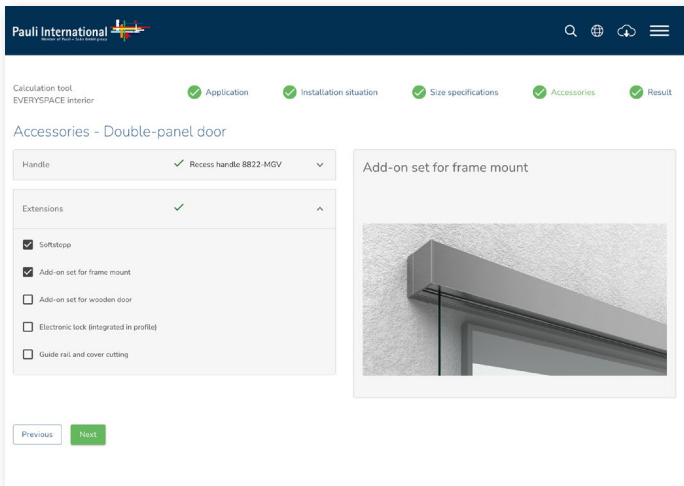 Pauli International
Member of Pauli + Sohn GmbH group
Calculation tool
EVERYSPACE interior
Application
Installation situation
Size specifications
Accessories
Result
Accessories - Double-panel door
Handle
Recess handle 8822-MGV
Extensions
Softstopp
Add-on set for frame mount
Add-on set for wooden door
Electronic lock (integrated in profile)
Guide rail and cover cutting
Add-on set for frame mount
Previous
Next